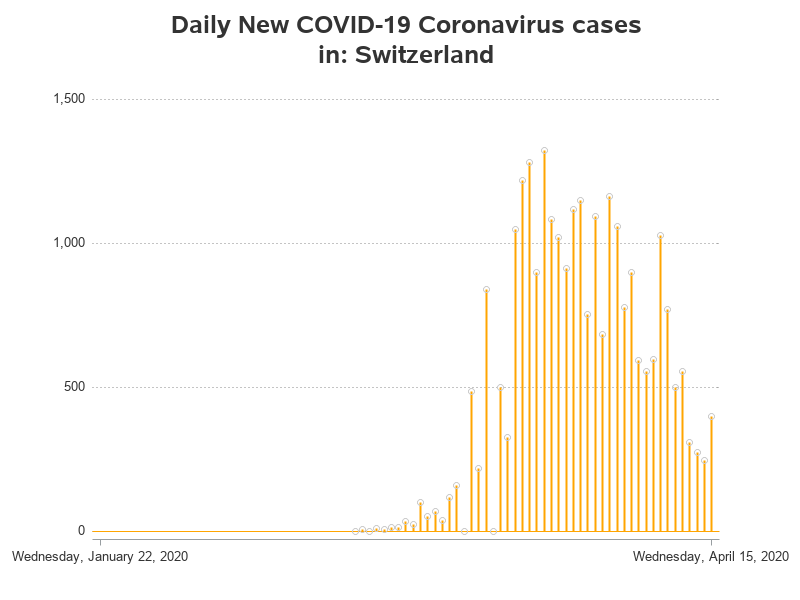 Daily New COVID-19 Coronavirus cases
in: Switzerland
1,500
1,000
500
0
Wednesday, January 22, 2020
Wednesday, April 15, 2020